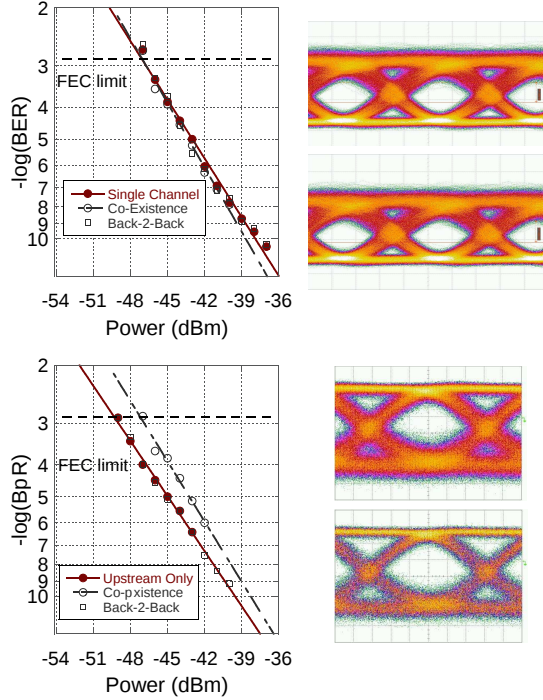 2
3
4
5
6
7
8
9
10
-log(BER)
FEC limit
Single Channel
Co-Existence
Back-2-Back
-54 -51 -48 -45 -42 -39 -36
Power (dBm)
2
3
4
5
6
7
8
9
10
-log(BpR)
FEC limit
Upstream Only
Co-pxistence
Back-2-Back
-54 -51 -48 -45 -42 -39 -36
Power (dBm)